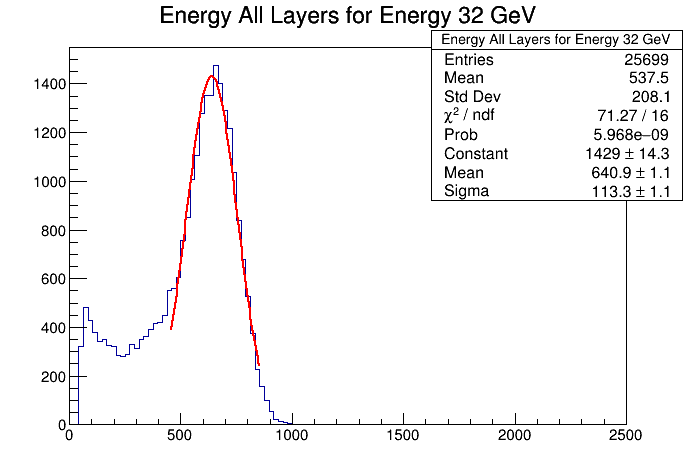 Energy All Layers for Energy 32 GeV
Energy All Layers for Energy 32 GeV
Entries 25699
Mean 537.5
Std Dev 208.1
χ² / ndf 71.27 / 16
Prob 5.968e−09
Constant 1429 ± 14.3
Mean 640.9 ± 1.1
Sigma 113.3 ± 1.1
1400
1200
1000
800
600
400
200
0
0 500 1000 1500 2000 2500